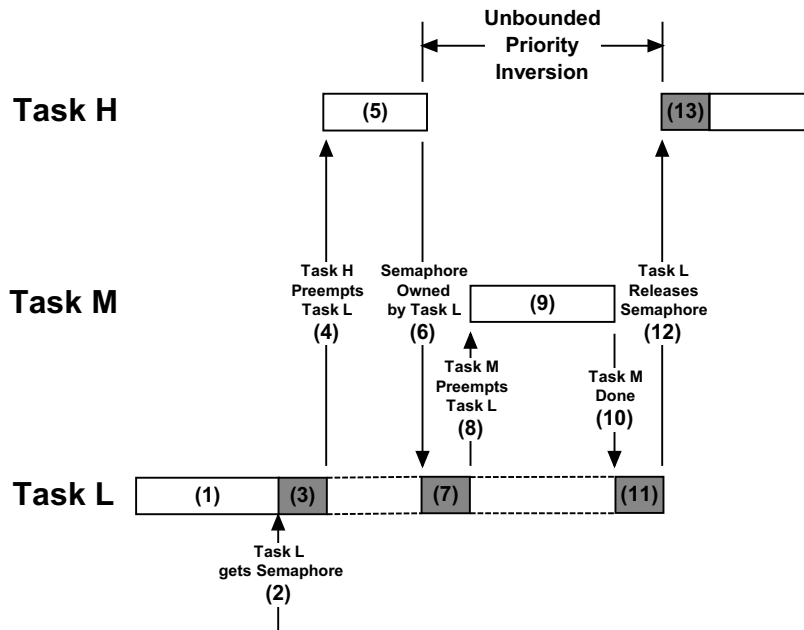 Unbounded
Priority
Inversion
Task H
(5)
(13)
Task H
Preempts
Task L
(4)
Semaphore
Owned
by Task L
(6)
Task L
Releases
Semaphore
(12)
Task M
(9)
Task M
Preempts
Task L
(8)
Task M
Done
(10)
Task L
(1)
(3)
(7)
(11)
Task L
gets Semaphore
(2)